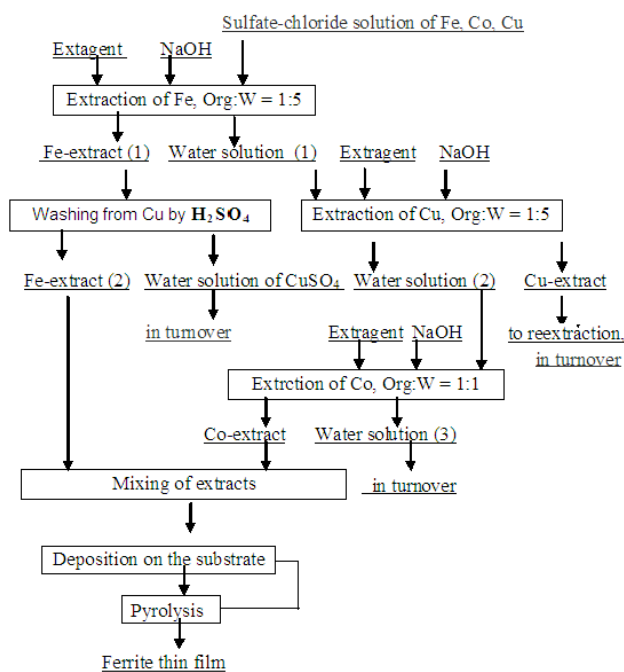 Sulfate-chloride solution of Fe, Co, Cu
Extagent NaOH
Extraction of Fe, Org:W = 1:5
Fe-extract (1) Water solution (1) Extragent NaOH
Washing from Cu by H₂SO₄ Extraction of Cu, Org:W = 1:5
Fe-extract (2) Water solution of CuSO₄ Water solution (2) Cu-extract
in turnover to reextraction,
in turnover
Extragent NaOH
Extrction of Co, Org:W = 1:1
Co-extract Water solution (3)
Mixing of extracts in turnover
Deposition on the substrate
Pyrolysis
Ferrite thin film